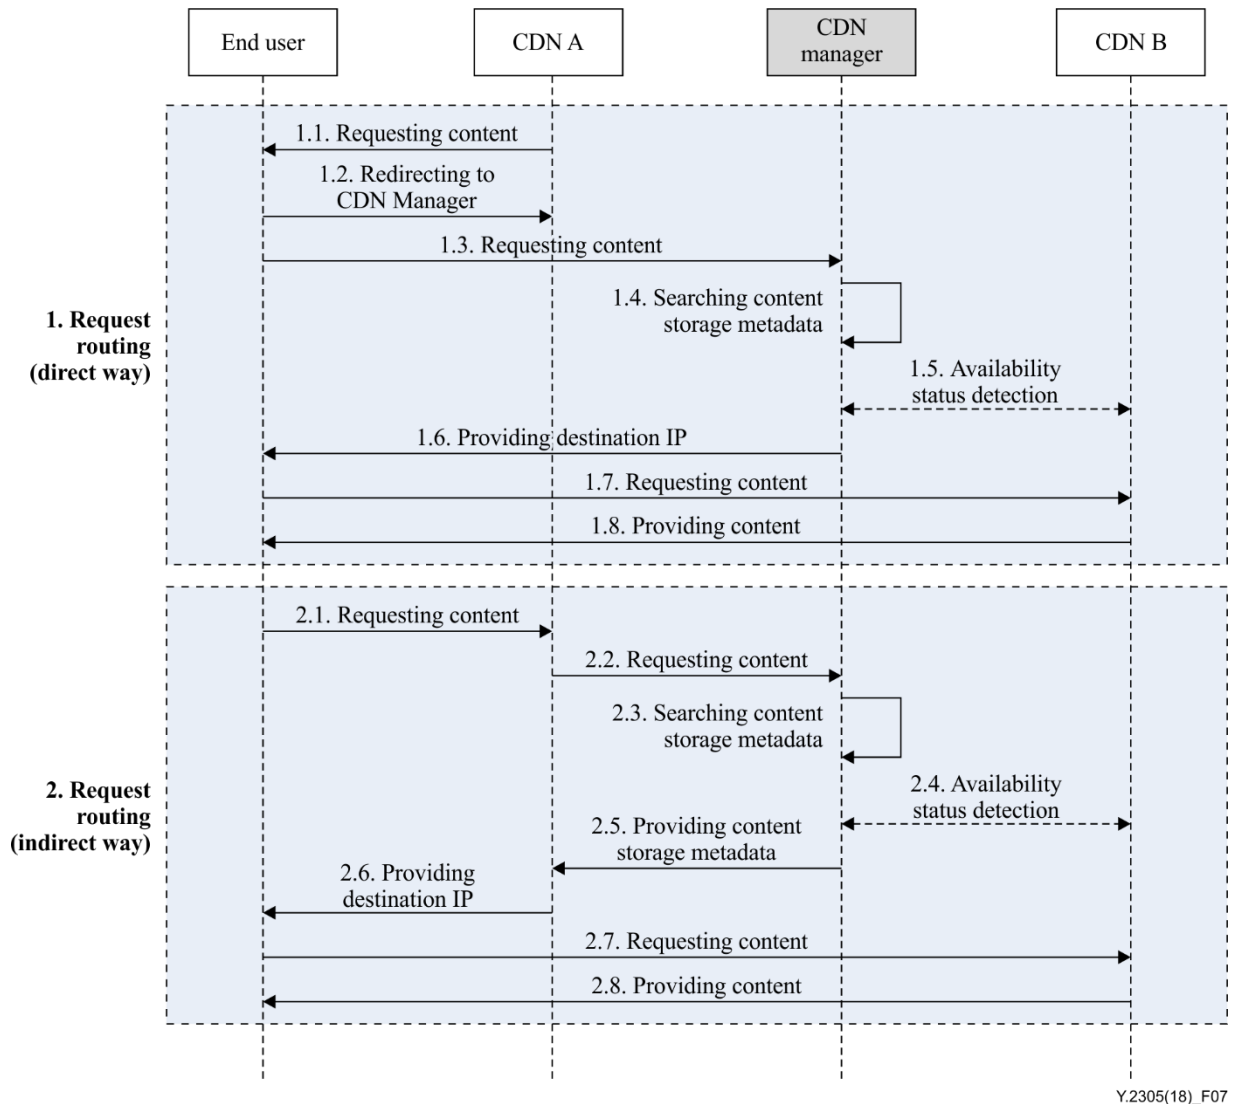 End user
CDN A
CDN
manager
CDN B
1.1. Requesting content
1.2. Redirecting to
CDN Manager
1.3. Requesting content
1.4. Searching content
storage metadata
1. Request
routing
(direct way)
1.5. Availability
status detection
1.6. Providing destination IP
1.7. Requesting content
1.8. Providing content
2.1. Requesting content
2.2. Requesting content
2.3. Searching content
storage metadata
2. Request
routing
(indirect way)
2.4. Availability
status detection
2.5. Providing content
storage metadata
2.6. Providing
destination IP
2.7. Requesting content
2.8. Providing content
Y.2305(18)_F07